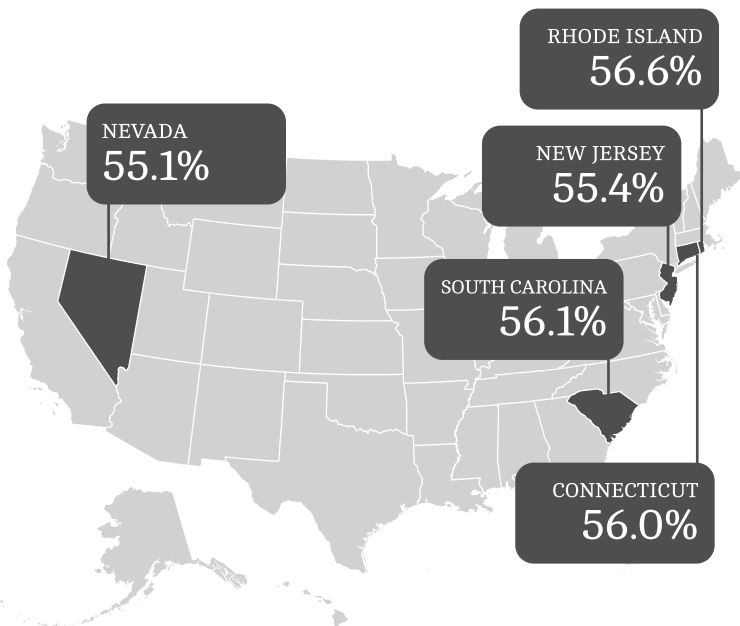 RHODE ISLAND
56.6%
NEVADA
55.1%
NEW JERSEY
55.4%
SOUTH CAROLINA
56.1%
CONNECTICUT
56.0%